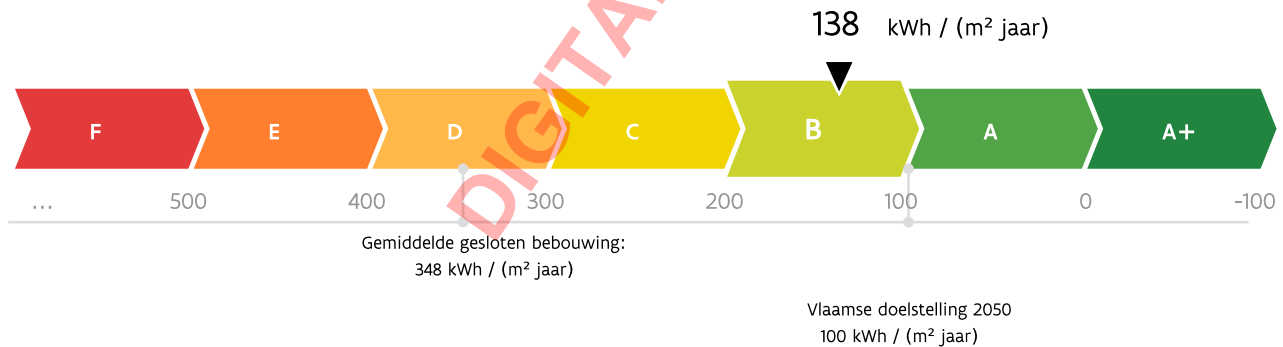 138 kWh / (m² jaar)
F E D C B A A+
... 500 400 300 200 100 0 -100
Gemiddelde gesloten bebouwing:
348 kWh / (m² jaar)
Vlaamse doelstelling 2050
100 kWh / (m² jaar)